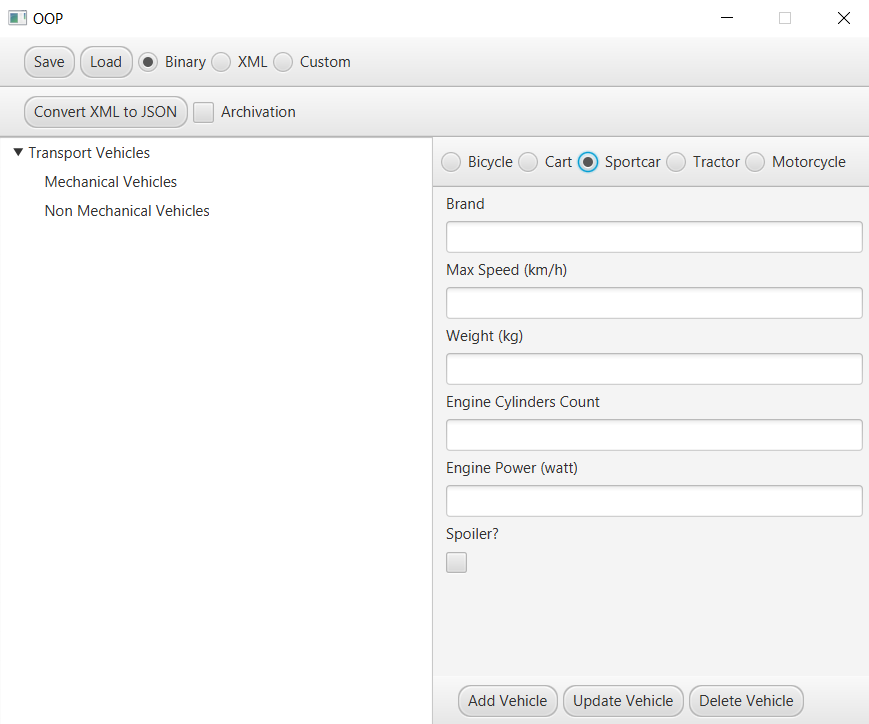 OOP
Save Load Binary XML Custom
Convert XML to JSON Archivation
Transport Vehicles
Mechanical Vehicles
Non Mechanical Vehicles
Bicycle Cart Sportcar Tractor Motorcycle
Brand
Max Speed (km/h)
Weight (kg)
Engine Cylinders Count
Engine Power (watt)
Spoiler?
Add Vehicle Update Vehicle Delete Vehicle